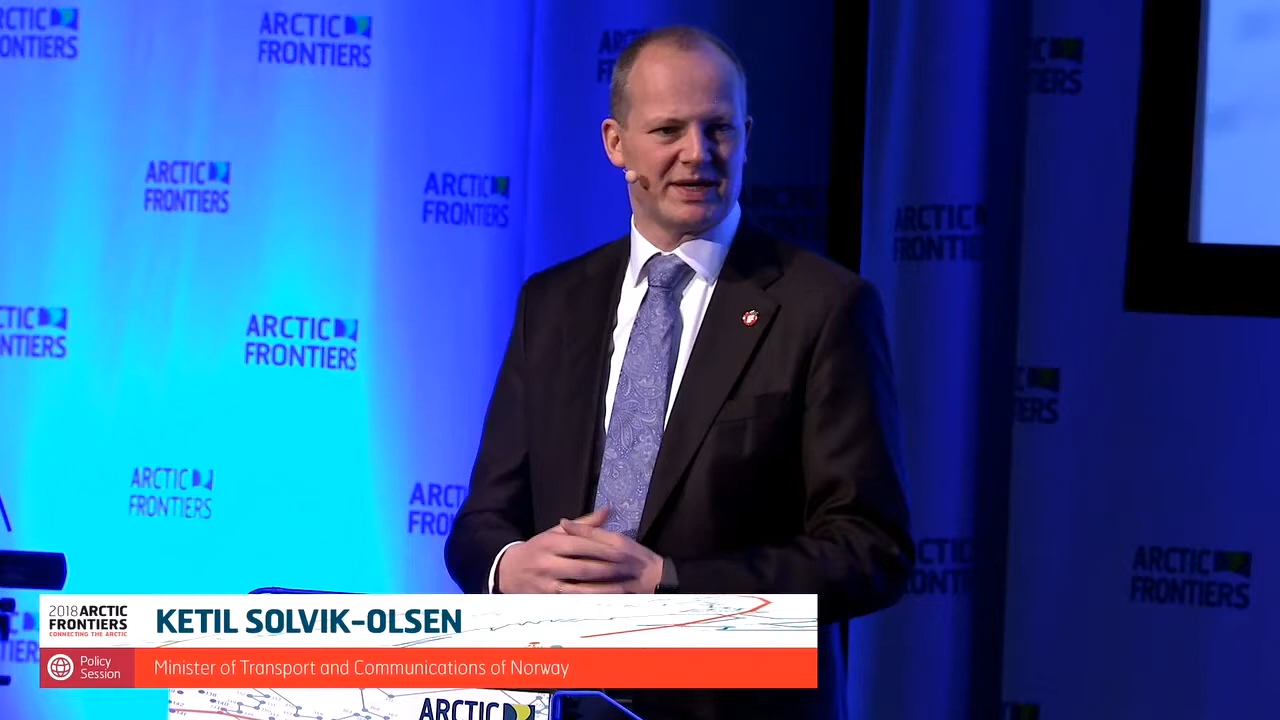 ARCTIC
FRONTIERS
ARCTIC
FRONTIERS
ARCTIC
FRONTIERS
ARCTIC
FRONTIERS
ARCTIC
FRONTIERS
ARCTIC
FRONTIERS
ARCTIC
FRONTIERS
ARCTIC
FRONTIERS
2018 ARCTIC
FRONTIERS
CONNECTING THE ARCTIC
KETIL SOLVIK-OLSEN
Policy
Session
Minister of Transport and Communications of Norway
ARCTIC